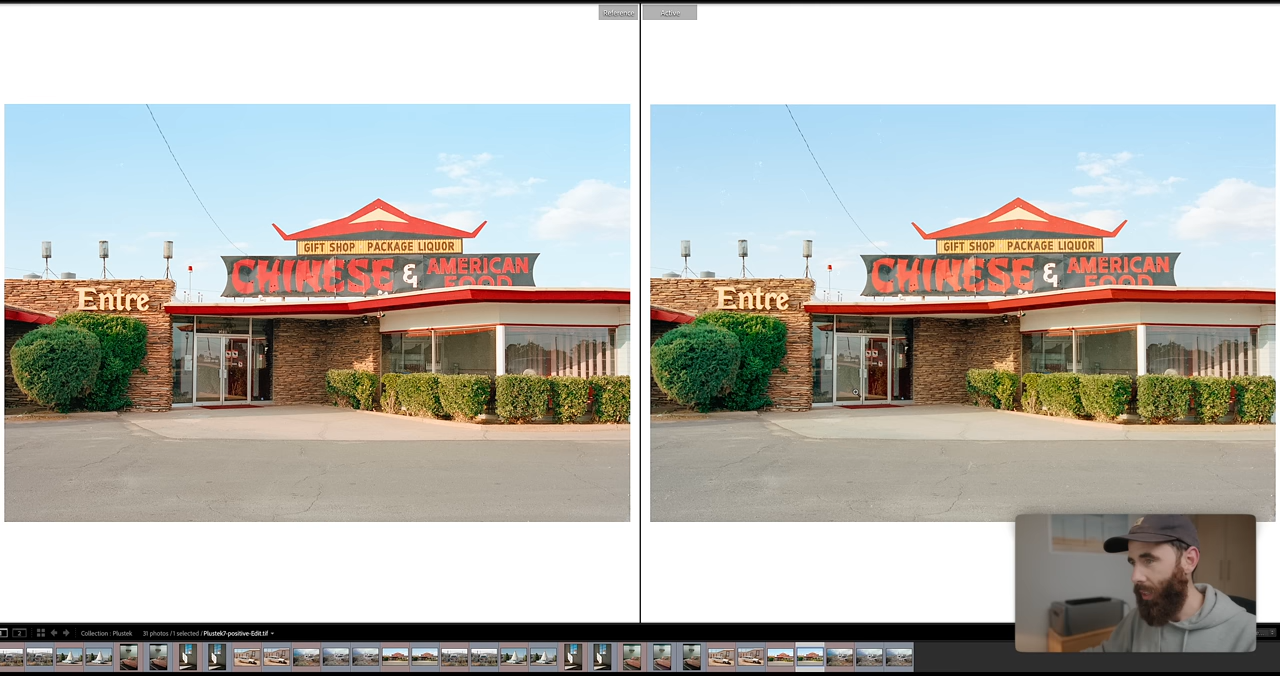 Reference
Active
GIFT SHOP PACKAGE LIQUOR
CHINESE & AMERICAN FOOD
Entre
GIFT SHOP PACKAGE LIQUOR
CHINESE & AMERICAN FOOD
Entre
2
Collection : Plustek
31 photos / 1 selected / Plustek7-positive-Edit.tif